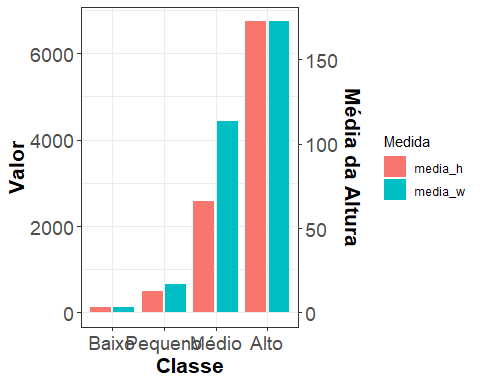 Valor
6000
4000
2000
0
150
100
50
0
Média da Altura
Baixo
Pequeno
Médio
Alto
Classe
Medida
media_h
media_w